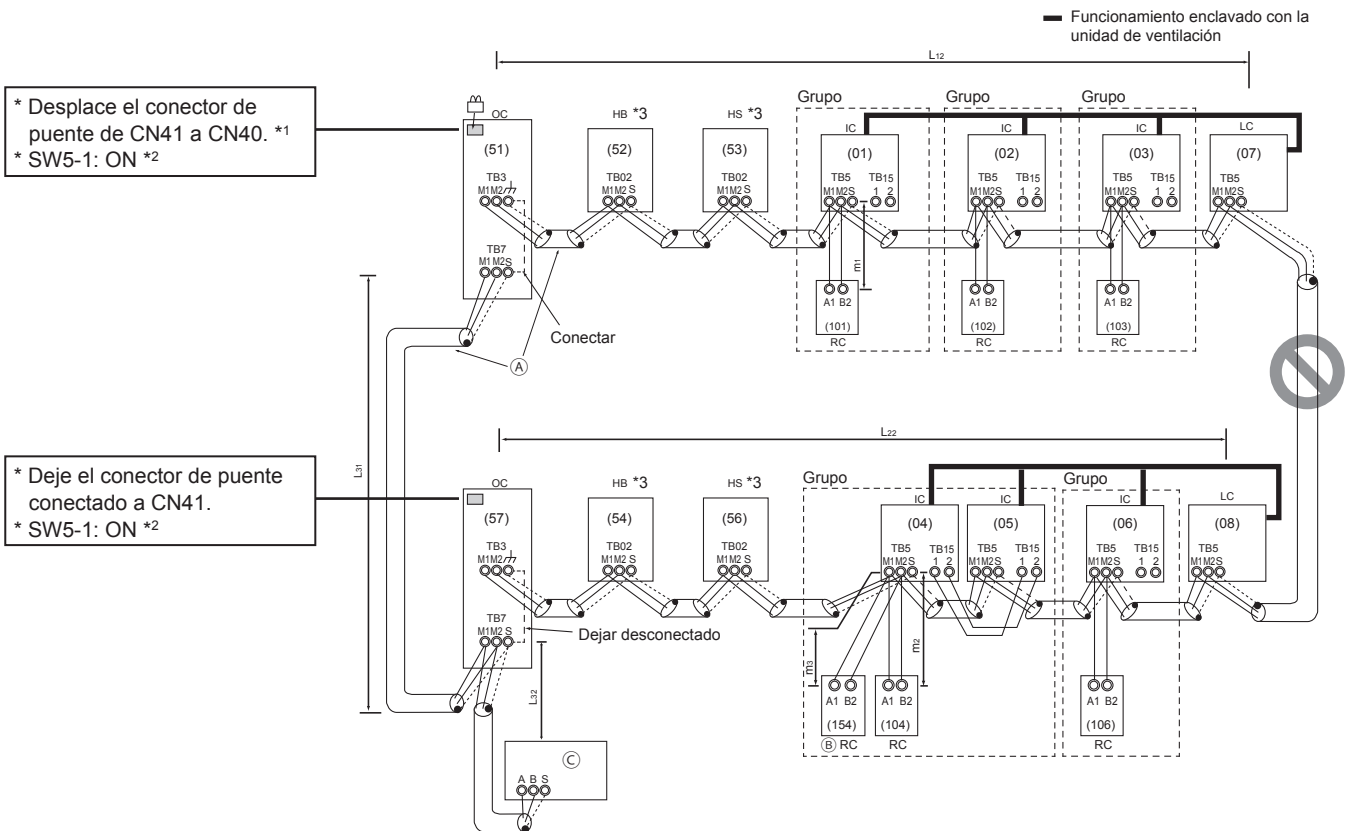 Funcionamiento enclavado con la
unidad de ventilación
L12
* Desplace el conector de
puente de CN41 a CN40. *1
* SW5-1: ON *2
Grupo Grupo Grupo
OC HB *3 HS *3 IC IC IC LC
(51) (52) (53) (01) (02) (03) (07)
TB3 TB02 TB02 TB5 TB15 TB5 TB15 TB5 TB15 TB5
M1M2 M1M2 S M1M2 S M1M2S 1 2 M1M2S 1 2 M1M2S 1 2 M1M2S
TB7
M1 M2S
m1
A1 B2 A1 B2 A1 B2
(101) (102) (103)
RC RC RC
Conectar
A
L31
L22
* Deje el conector de puente
conectado a CN41.
* SW5-1: ON *2
Grupo Grupo
OC HB *3 HS *3 IC IC IC LC
(57) (54) (56) (04) (05) (06) (08)
TB3 TB02 TB02 TB5 TB15 TB5 TB15 TB5 TB15 TB5
M1M2 M1M2 S M1M2 S M1M2S 1 2 M1M2S 1 2 M1M2S 1 2 M1M2S
TB7
M1M2 S
Dejar desconectado
L32
m3 m2
A1 B2 A1 B2 A1 B2
(154) (104) (106)
B RC RC RC
C
A B S